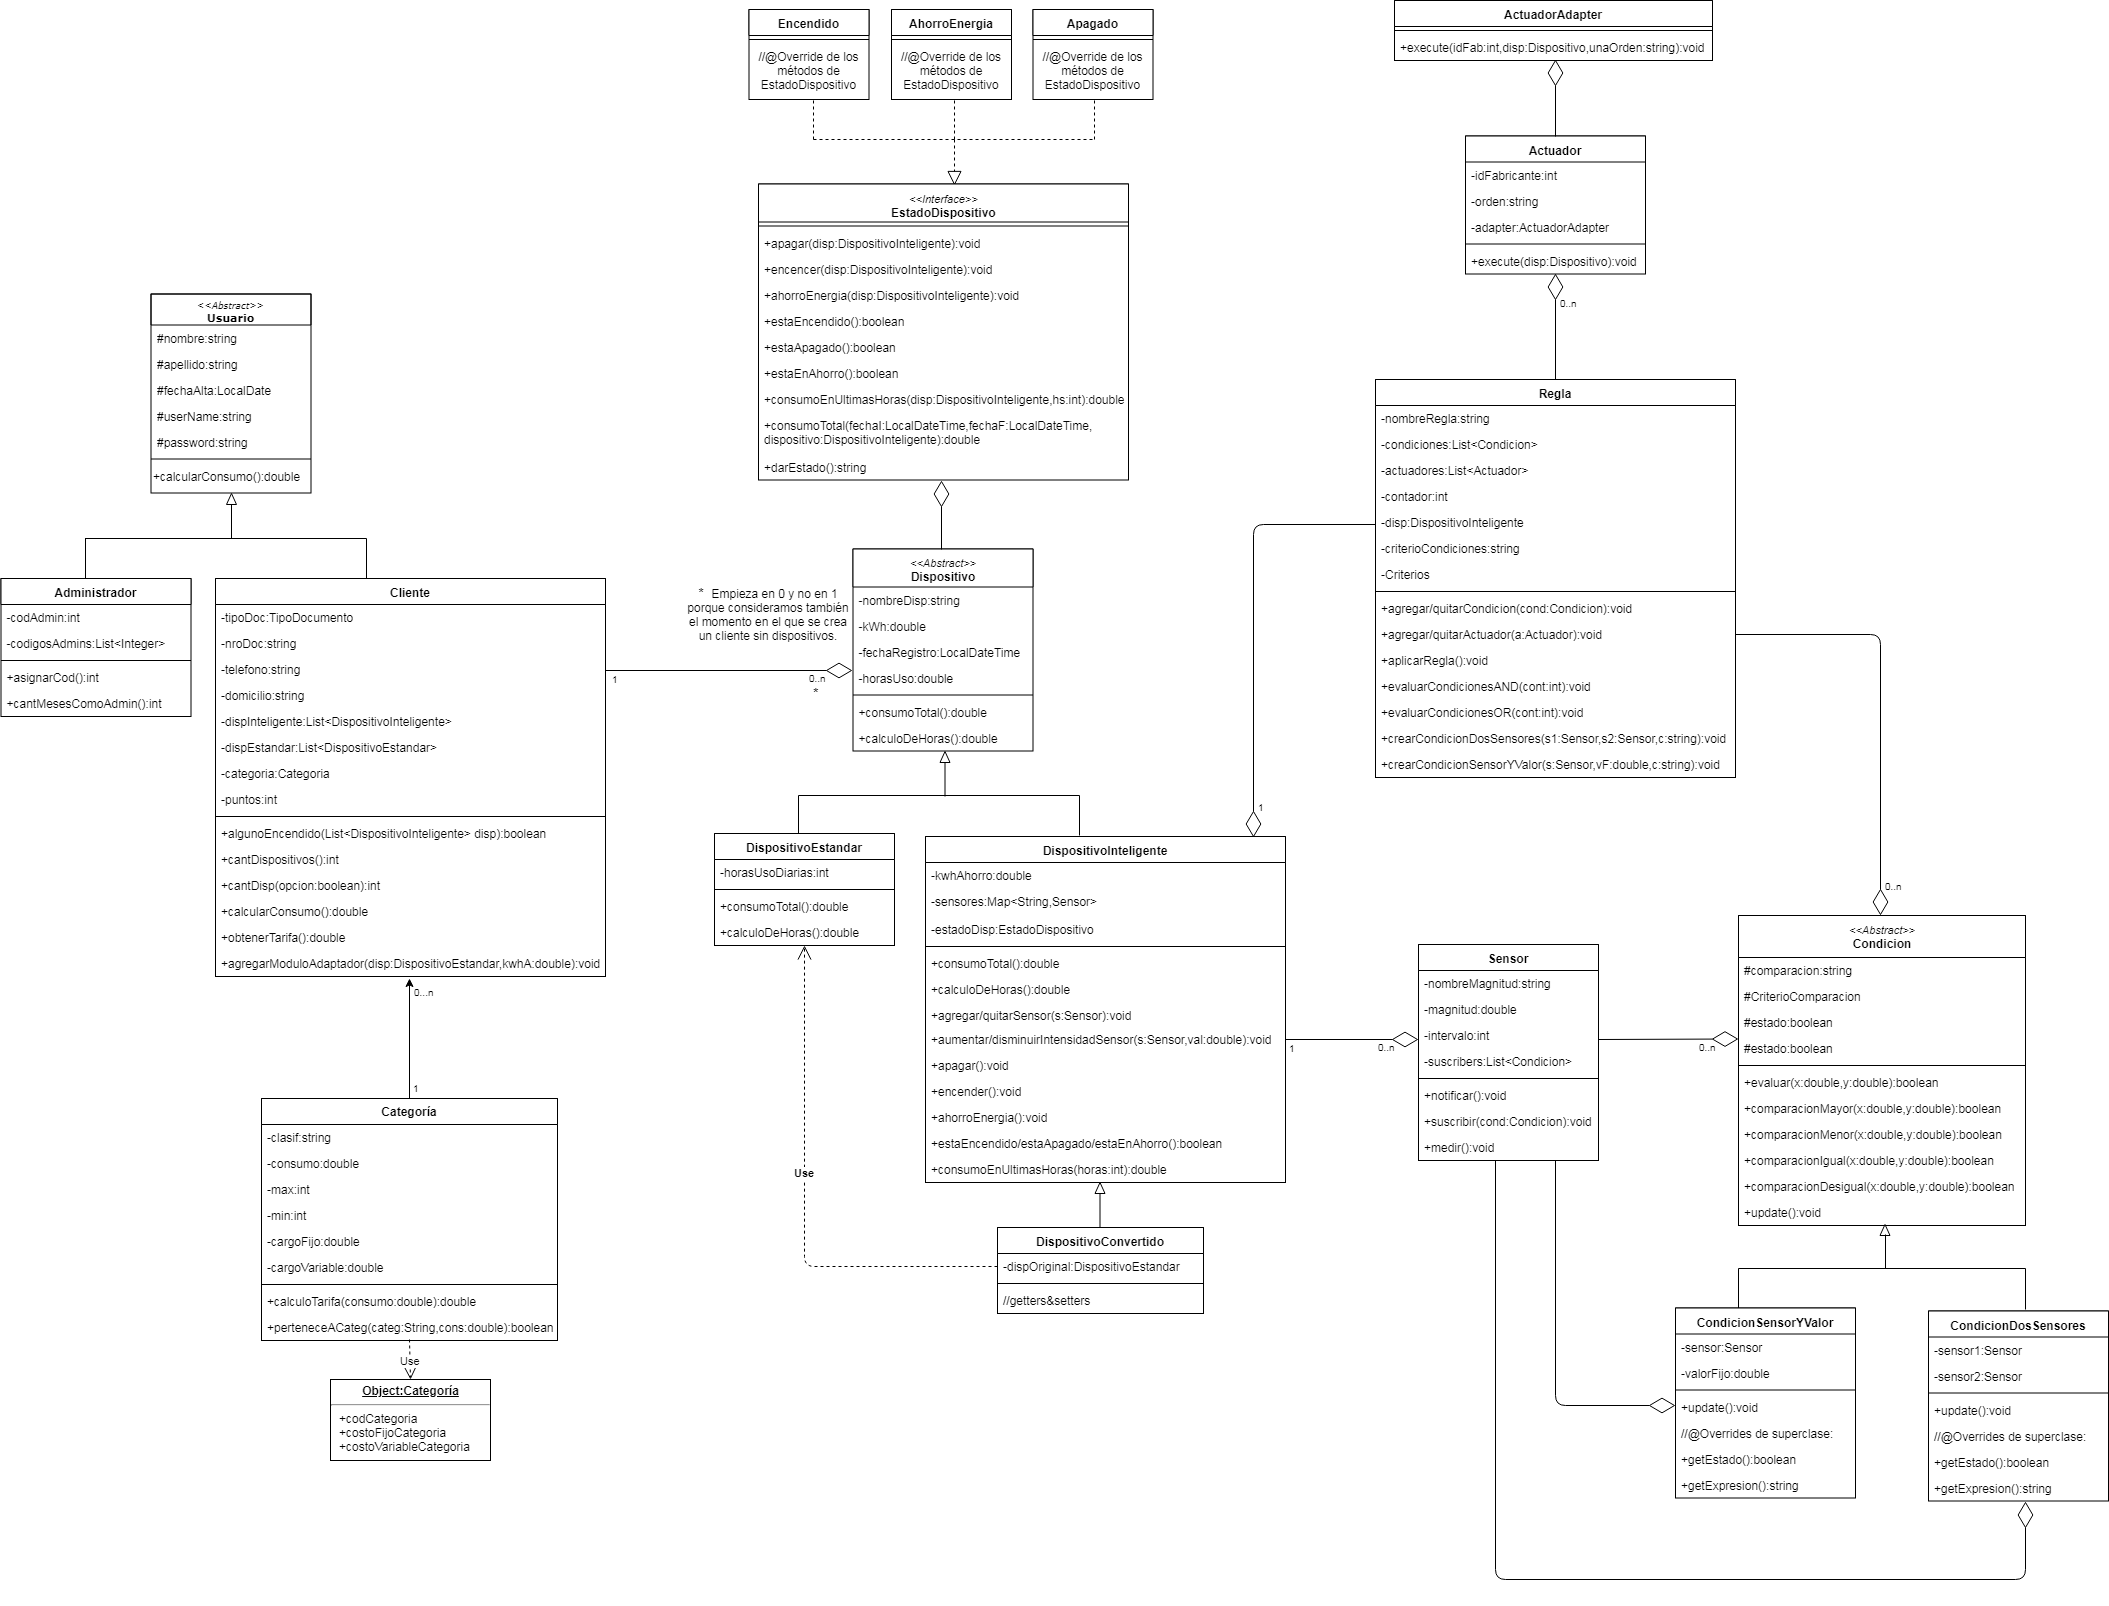 Encendido
//@Override de los
métodos de
EstadoDispositivo
AhorroEnergia
//@Override de los
métodos de
EstadoDispositivo
Apagado
//@Override de los
métodos de
EstadoDispositivo
ActuadorAdapter
+execute(idFab:int,disp:Dispositivo,unaOrden:string):void
Actuador
-idFabricante:int
-orden:string
-adapter:ActuadorAdapter
+execute(disp:Dispositivo):void
0..n
<<Interface>>
EstadoDispositivo
+apagar(disp:DispositivoInteligente):void
+encencer(disp:DispositivoInteligente):void
+ahorroEnergia(disp:DispositivoInteligente):void
+estaEncendido():boolean
+estaApagado():boolean
+estaEnAhorro():boolean
+consumoEnUltimasHoras(disp:DispositivoInteligente,hs:int):double
+consumoTotal(fechaI:LocalDateTime,fechaF:LocalDateTime,
dispositivo:DispositivoInteligente):double
+darEstado():string
<<Abstract>>
Usuario
#nombre:string
#apellido:string
#fechaAlta:LocalDate
#userName:string
#password:string
+calcularConsumo():double
Regla
-nombreRegla:string
-condiciones:List<Condicion>
-actuadores:List<Actuador>
-contador:int
-disp:DispositivoInteligente
-criterioCondiciones:string
-Criterios
+agregar/quitarCondicion(cond:Condicion):void
+agregar/quitarActuador(a:Actuador):void
+aplicarRegla():void
+evaluarCondicionesAND(cont:int):void
+evaluarCondicionesOR(cont:int):void
+crearCondicionDosSensores(s1:Sensor,s2:Sensor,c:string):void
+crearCondicionSensorYValor(s:Sensor,vF:double,c:string):void
Administrador
-codAdmin:int
-codigosAdmins:List<Integer>
+asignarCod():int
+cantMesesComoAdmin():int
Cliente
-tipoDoc:TipoDocumento
-nroDoc:string
-telefono:string
-domicilio:string
-dispInteligente:List<DispositivoInteligente>
-dispEstandar:List<DispositivoEstandar>
-categoria:Categoria
-puntos:int
+algunoEncendido(List<DispositivoInteligente> disp):boolean
+cantDispositivos():int
+cantDisp(opcion:boolean):int
+calcularConsumo():double
+obtenerTarifa():double
+agregarModuloAdaptador(disp:DispositivoEstandar,kwhA:double):void
* Empieza en 0 y no en 1
porque consideramos también
el momento en el que se crea
un cliente sin dispositivos.
1
0..n
*
<<Abstract>>
Dispositivo
-nombreDisp:string
-kWh:double
-fechaRegistro:LocalDateTime
-horasUso:double
+consumoTotal():double
+calculoDeHoras():double
DispositivoEstandar
-horasUsoDiarias:int
+consumoTotal():double
+calculoDeHoras():double
1
DispositivoInteligente
-kwhAhorro:double
-sensores:Map<String,Sensor>
-estadoDisp:EstadoDispositivo
+consumoTotal():double
+calculoDeHoras():double
+agregar/quitarSensor(s:Sensor):void
+aumentar/disminuirIntensidadSensor(s:Sensor,val:double):void
+apagar():void
+encender():void
+ahorroEnergia():void
+estaEncendido/estaApagado/estaEnAhorro():boolean
+consumoEnUltimasHoras(horas:int):double
1
0..n
Sensor
-nombreMagnitud:string
-magnitud:double
-intervalo:int
-suscribers:List<Condicion>
+notificar():void
+suscribir(cond:Condicion):void
+medir():void
0..n
0..n
<<Abstract>>
Condicion
#comparacion:string
#CriterioComparacion
#estado:boolean
#estado:boolean
+evaluar(x:double,y:double):boolean
+comparacionMayor(x:double,y:double):boolean
+comparacionMenor(x:double,y:double):boolean
+comparacionIgual(x:double,y:double):boolean
+comparacionDesigual(x:double,y:double):boolean
+update():void
0...n
1
Categoría
-clasif:string
-consumo:double
-max:int
-min:int
-cargoFijo:double
-cargoVariable:double
+calculoTarifa(consumo:double):double
+perteneceACateg(categ:String,cons:double):boolean
Use
Object:Categoría
+codCategoria
+costoFijoCategoria
+costoVariableCategoria
Use
DispositivoConvertido
-dispOriginal:DispositivoEstandar
//getters&setters
CondicionSensorYValor
-sensor:Sensor
-valorFijo:double
+update():void
//@Overrides de superclase:
+getEstado():boolean
+getExpresion():string
CondicionDosSensores
-sensor1:Sensor
-sensor2:Sensor
+update():void
//@Overrides de superclase:
+getEstado():boolean
+getExpresion():string